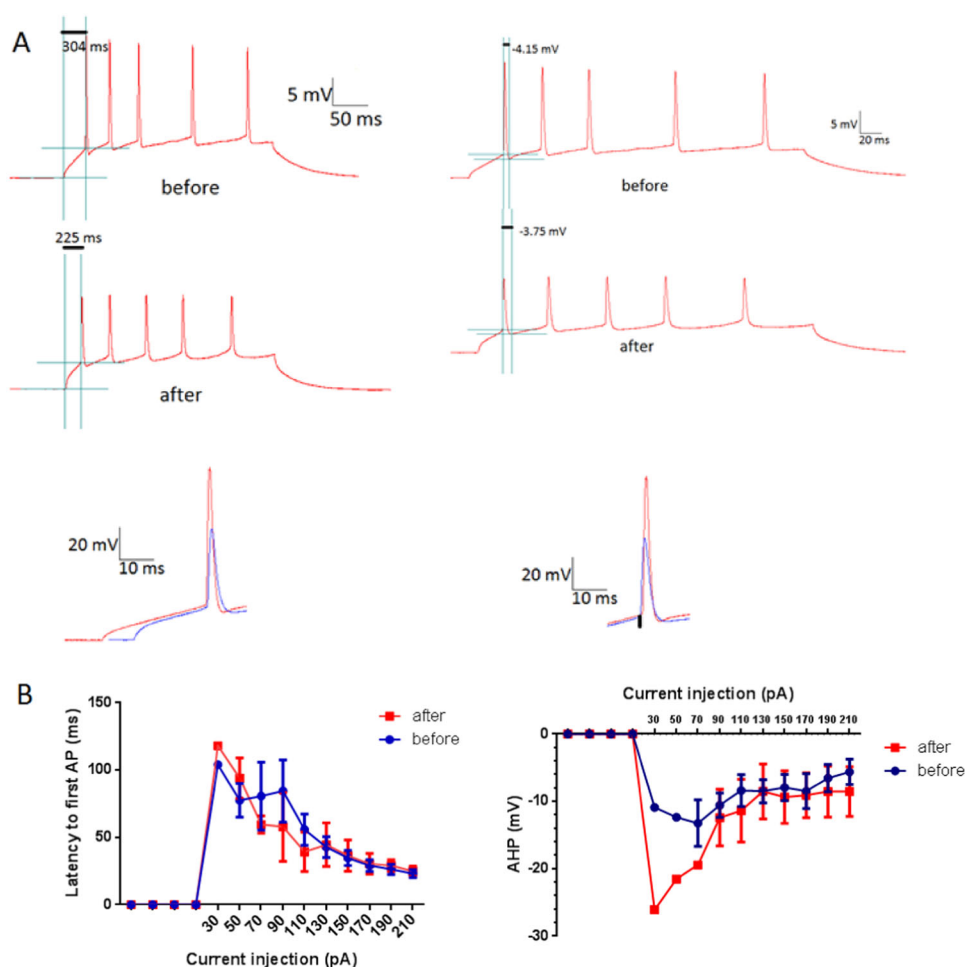 A
304 ms
5 mV
50 ms
before
-4.15 mV
5 mV
20 ms
before
225 ms
after
-3.75 mV
after
20 mV
10 ms
20 mV
10 ms
B
Latency to first AP (ms)
150
100
50
0
30 50 70 90 110 130 150 170 190 210
Current injection (pA)
after
before
Current injection (pA)
30 50 70 90 110 130 150 170 190 210
AHP (mV)
0
-10
-20
-30
after
before